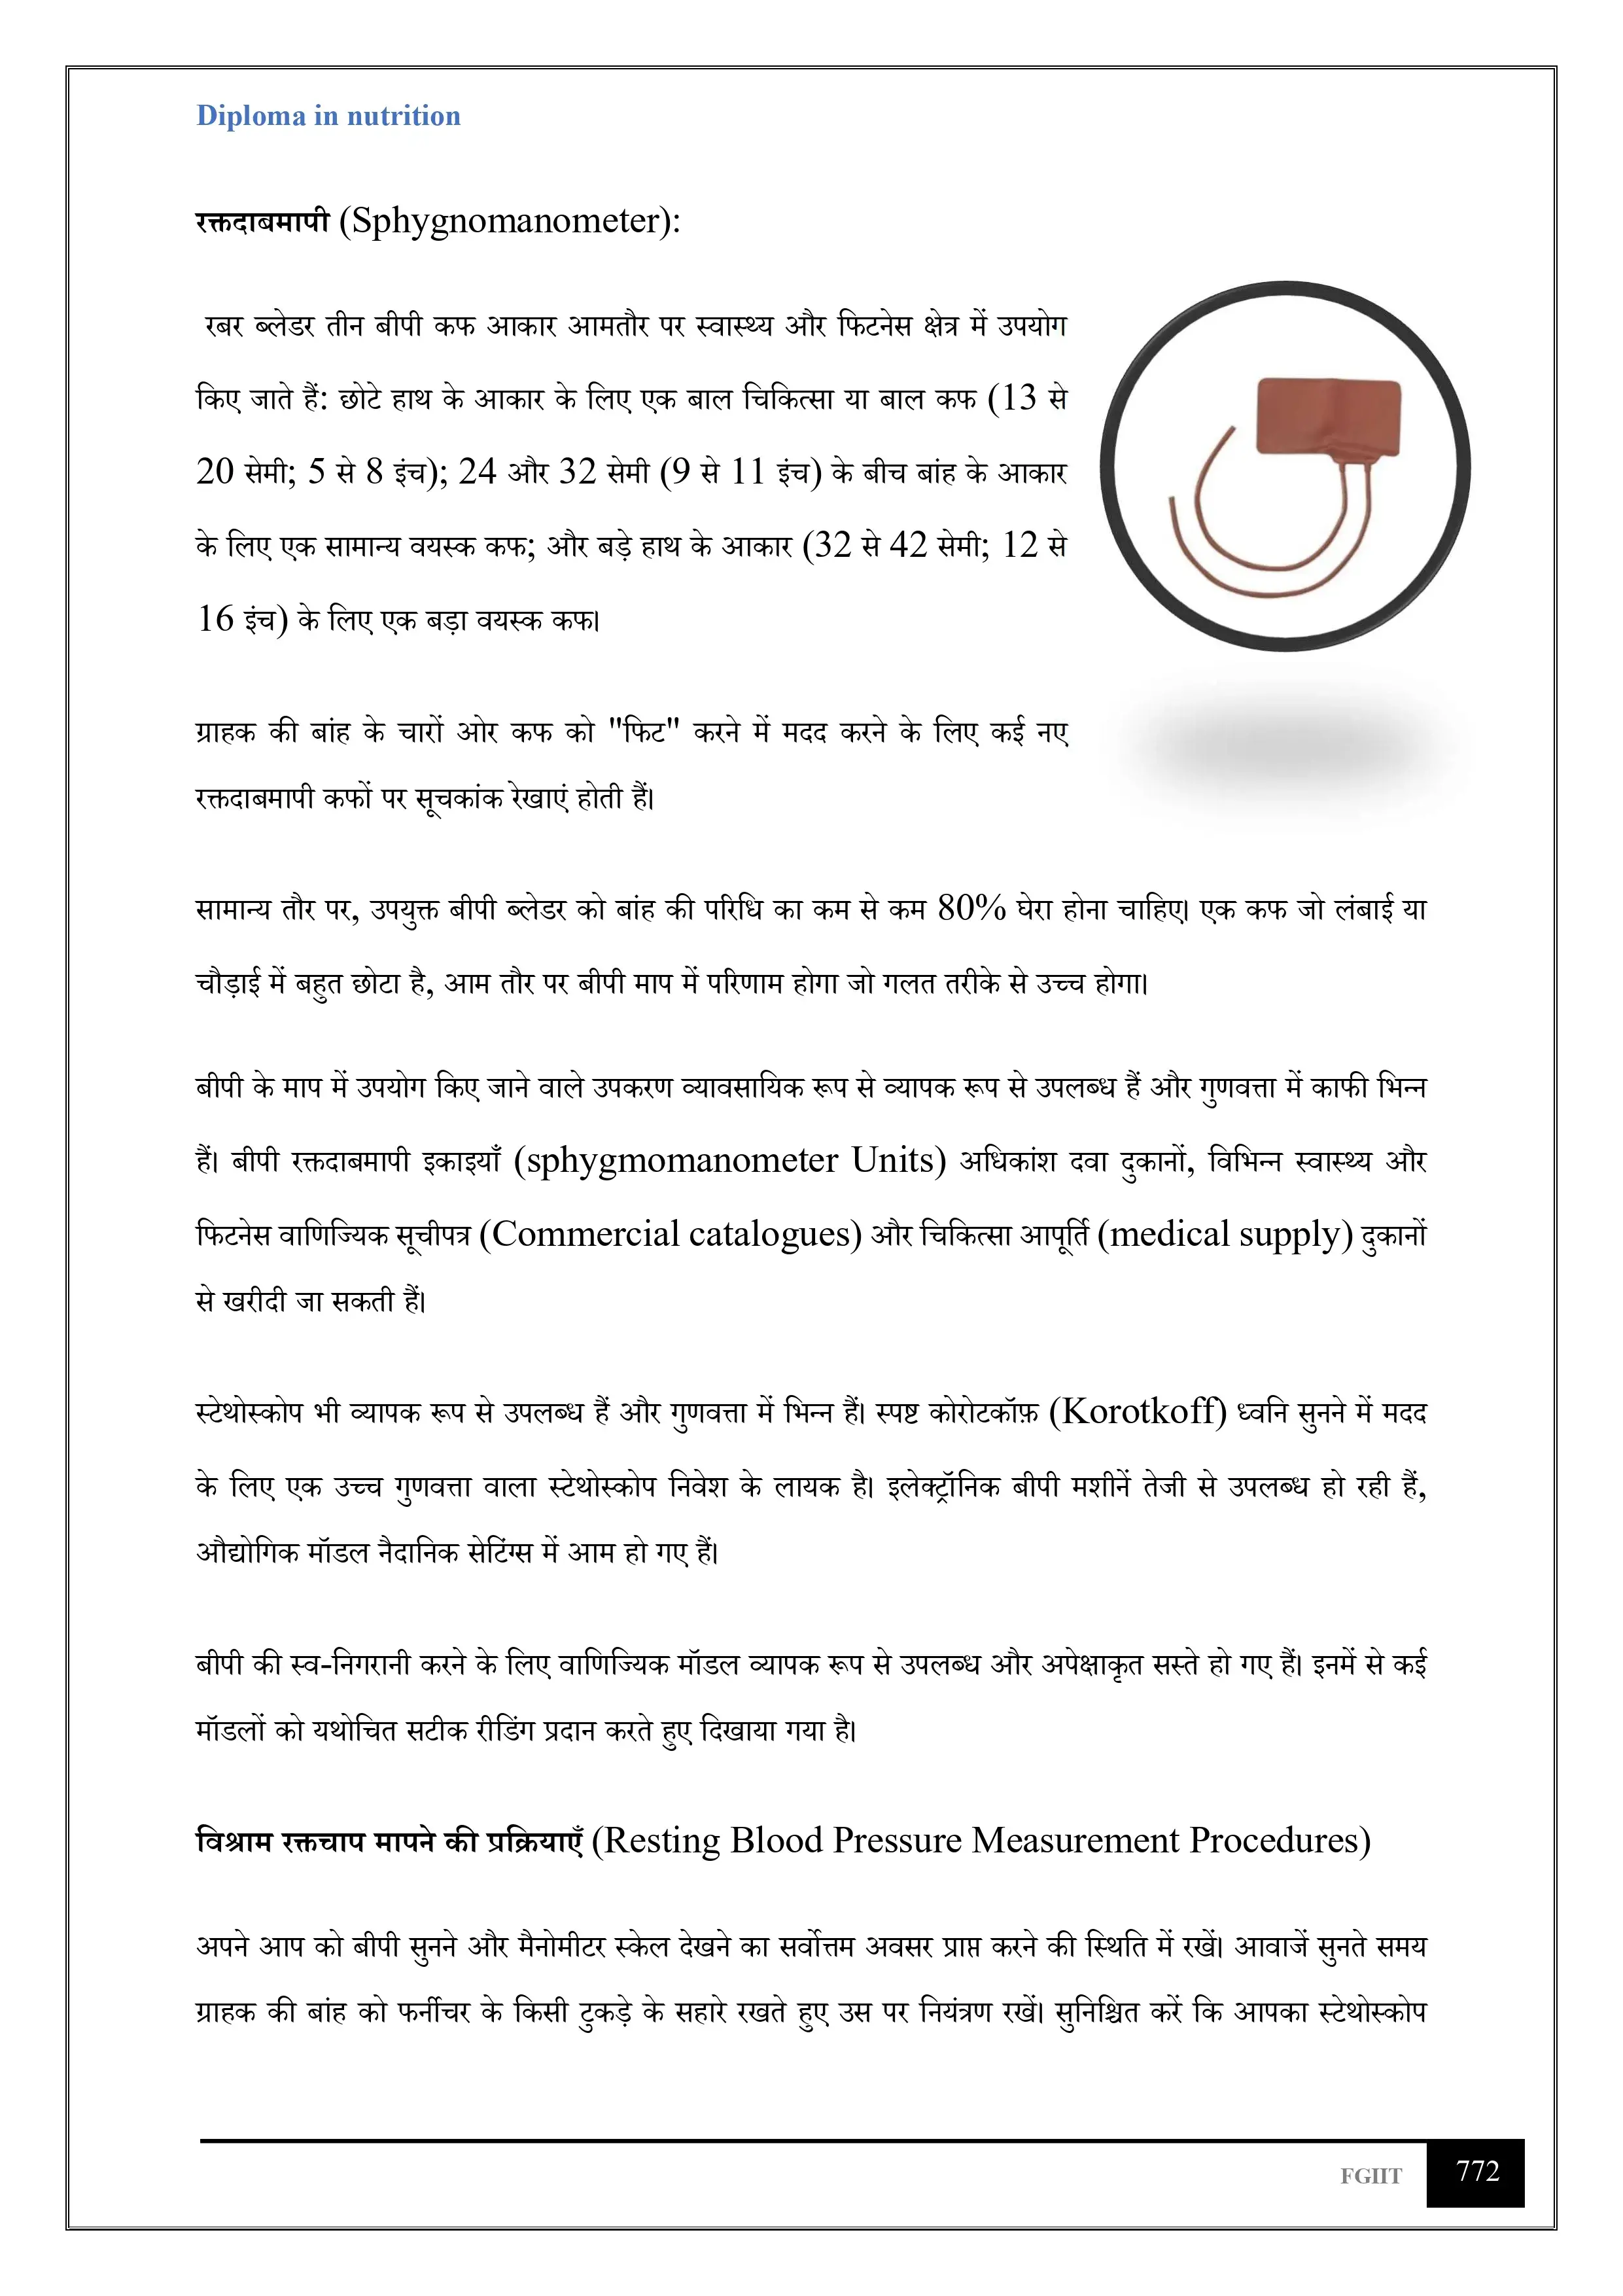 Diploma in nutrition
रक्तदाबमापी (Sphygnomanometer):
रबर ब्लेडर तीन बीपी कफ आकार आमतौर पर स्वास्थ्य और फिटनेस क्षेत्र में उपयोग
किए जाते हैं: छोटे हाथ के आकार के लिए एक बाल चिकित्सा या बाल कफ (13 से
20 सेमी; 5 से 8 इंच); 24 और 32 सेमी (9 से 11 इंच) के बीच बांह के आकार
के लिए एक सामान्य वयस्क कफ; और बड़े हाथ के आकार (32 से 42 सेमी; 12 से
16 इंच) के लिए एक बड़ा वयस्क कफ।
ग्राहक की बांह के चारों ओर कफ को "फिट" करने में मदद करने के लिए कई नए
रक्तदाबमापी कफों पर सूचकांक रेखाएं होती हैं।
सामान्य तौर पर, उपयुक्त बीपी ब्लेडर को बांह की परिधि का कम से कम 80% घेरा होना चाहिए। एक कफ जो लंबाई या
चौड़ाई में बहुत छोटा है, आम तौर पर बीपी माप में परिणाम होगा जो गलत तरीके से उच्च होगा।
बीपी के माप में उपयोग किए जाने वाले उपकरण व्यावसायिक रूप से व्यापक रूप से उपलब्ध हैं और गुणवत्ता में काफी भिन्न
हैं। बीपी रक्तदाबमापी इकाइयाँ (sphygmomanometer Units) अधिकांश दवा दुकानों, विभिन्न स्वास्थ्य और
फिटनेस वाणिज्यिक सूचीपत्र (Commercial catalogues) और चिकित्सा आपूर्ति (medical supply) दुकानों
से खरीदी जा सकती हैं।
स्टेथोस्कोप भी व्यापक रूप से उपलब्ध हैं और गुणवत्ता में भिन्न हैं। स्पष्ट कोरोटकॉफ़ (Korotkoff) ध्वनि सुनने में मदद
के लिए एक उच्च गुणवत्ता वाला स्टेथोस्कोप निवेश के लायक है। इलेक्ट्रॉनिक बीपी मशीनें तेजी से उपलब्ध हो रही हैं,
औद्योगिक मॉडल नैदानिक सेटिंग्स में आम हो गए हैं।
बीपी की स्व-निगरानी करने के लिए वाणिज्यिक मॉडल व्यापक रूप से उपलब्ध और अपेक्षाकृत सस्ते हो गए हैं। इनमें से कई
मॉडलों को यथोचित सटीक रीडिंग प्रदान करते हुए दिखाया गया है।
विश्राम रक्तचाप मापने की प्रक्रियाएँ (Resting Blood Pressure Measurement Procedures)
अपने आप को बीपी सुनने और मैनोमीटर स्केल देखने का सर्वोत्तम अवसर प्राप्त करने की स्थिति में रखें। आवाजें सुनते समय
ग्राहक की बांह को फर्नीचर के किसी टुकड़े के सहारे रखते हुए उस पर नियंत्रण रखें। सुनिश्चित करें कि आपका स्टेथोस्कोप
FGIIT 772